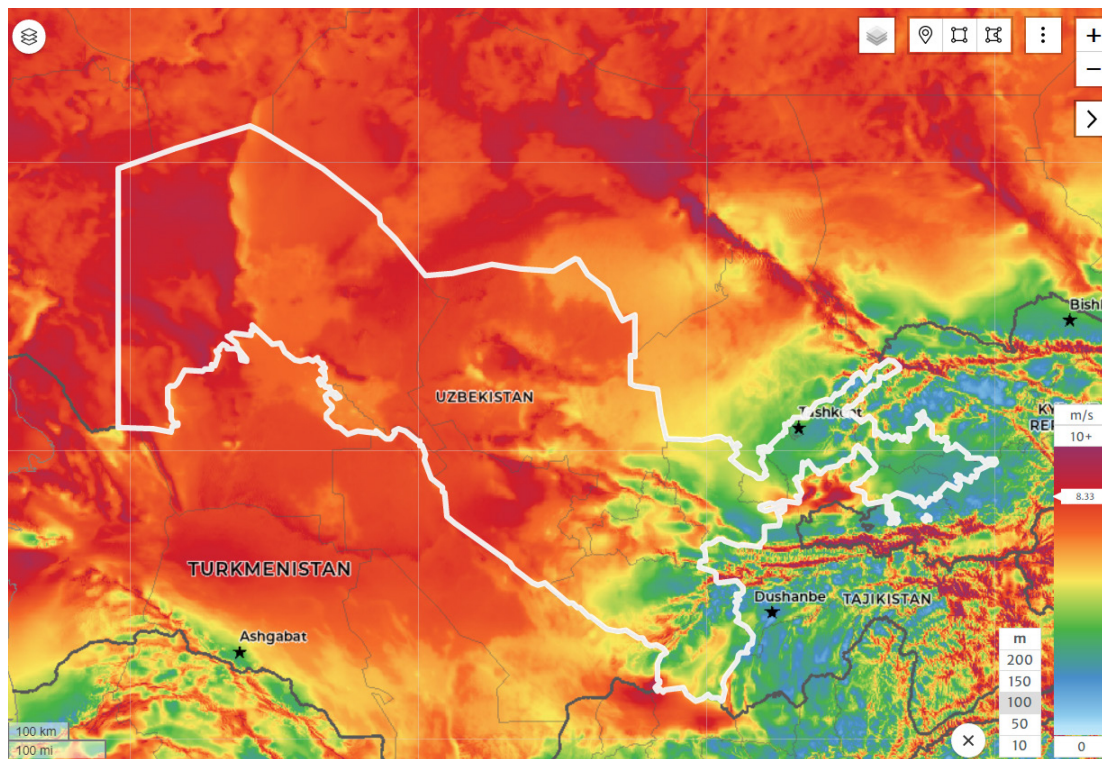 +
−
Bish
Tashkent
UZBEKISTAN
KY
REP
m/s
10+
8.33
TURKMENISTAN
Dushanbe
TAJIKISTAN
Ashgabat
m
200
150
100
50
10
0
100 km
100 mi